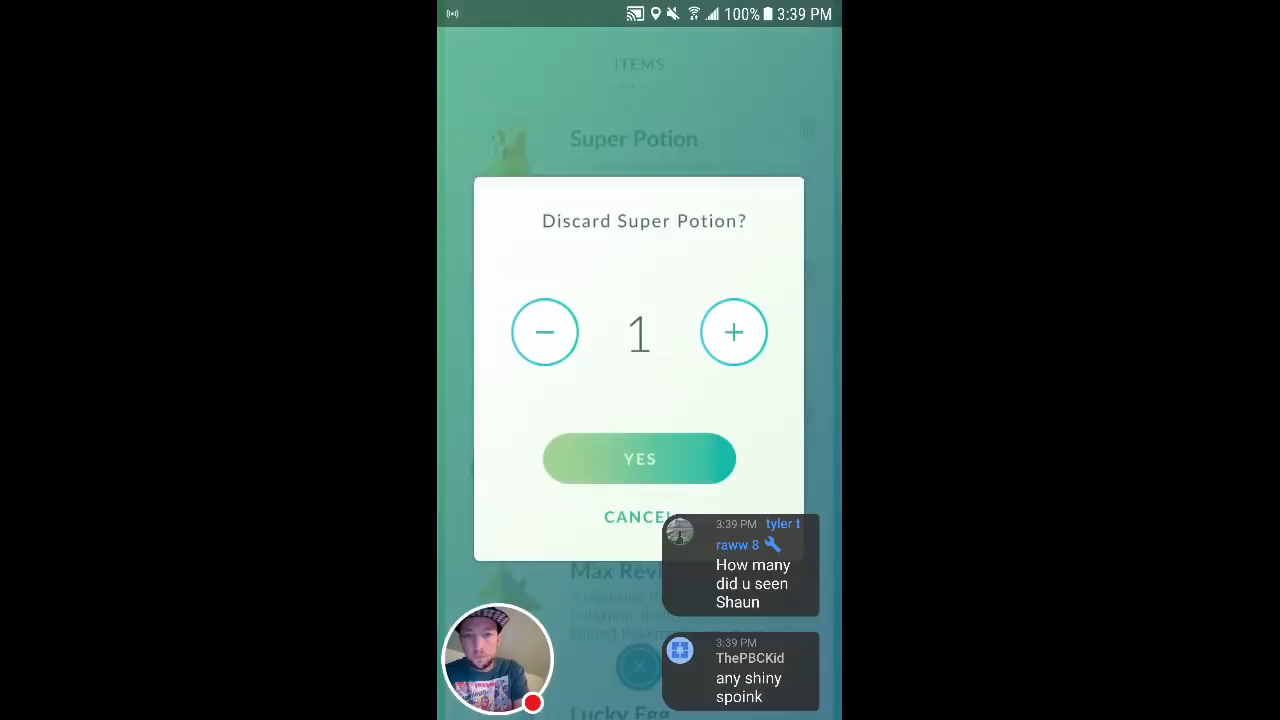 100% 3:39 PM
ITEMS
Super Potion
Discard Super Potion?
− 1 +
YES
CANCEL
3:39 PM tyler t
raww 8
How many
did u seen
Shaun
Max Revi
3:39 PM
ThePBCKid
any shiny
spoink
Lucky Egg